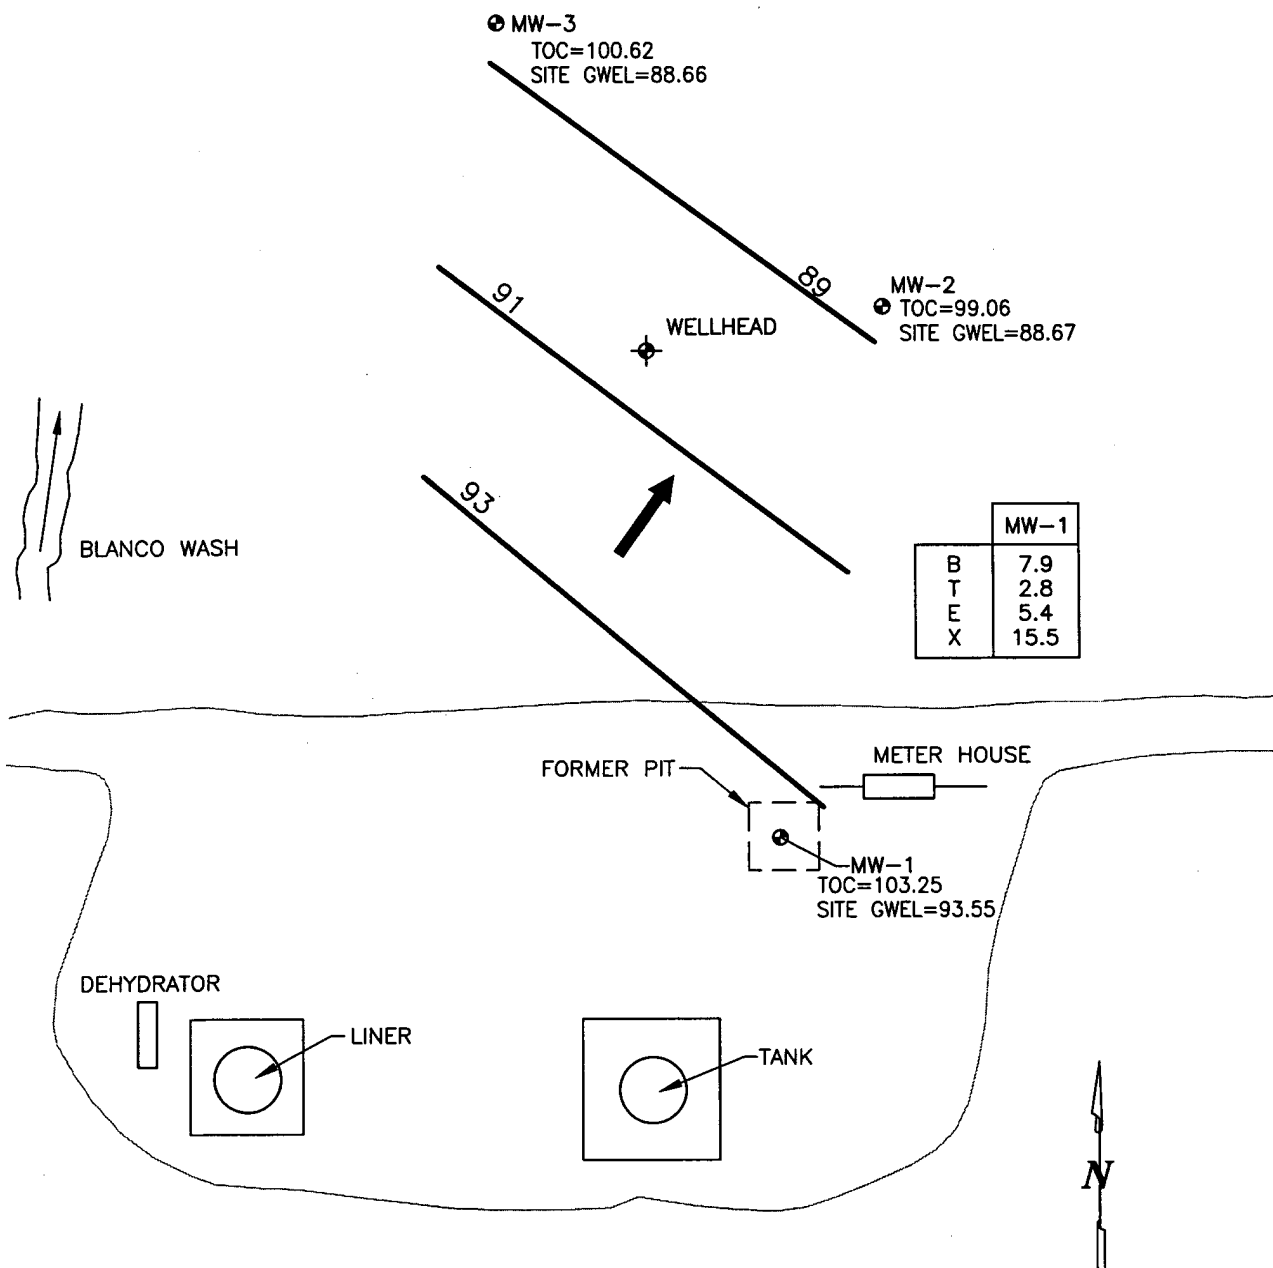 MW-3
TOC=100.62
SITE GWEL=88.66
89
MW-2
TOC=99.06
SITE GWEL=88.67
91
WELLHEAD
93
BLANCO WASH
MW-1
B 7.9
T 2.8
E 5.4
X 15.5
FORMER PIT
METER HOUSE
MW-1
TOC=103.25
SITE GWEL=93.55
DEHYDRATOR
LINER
TANK
N